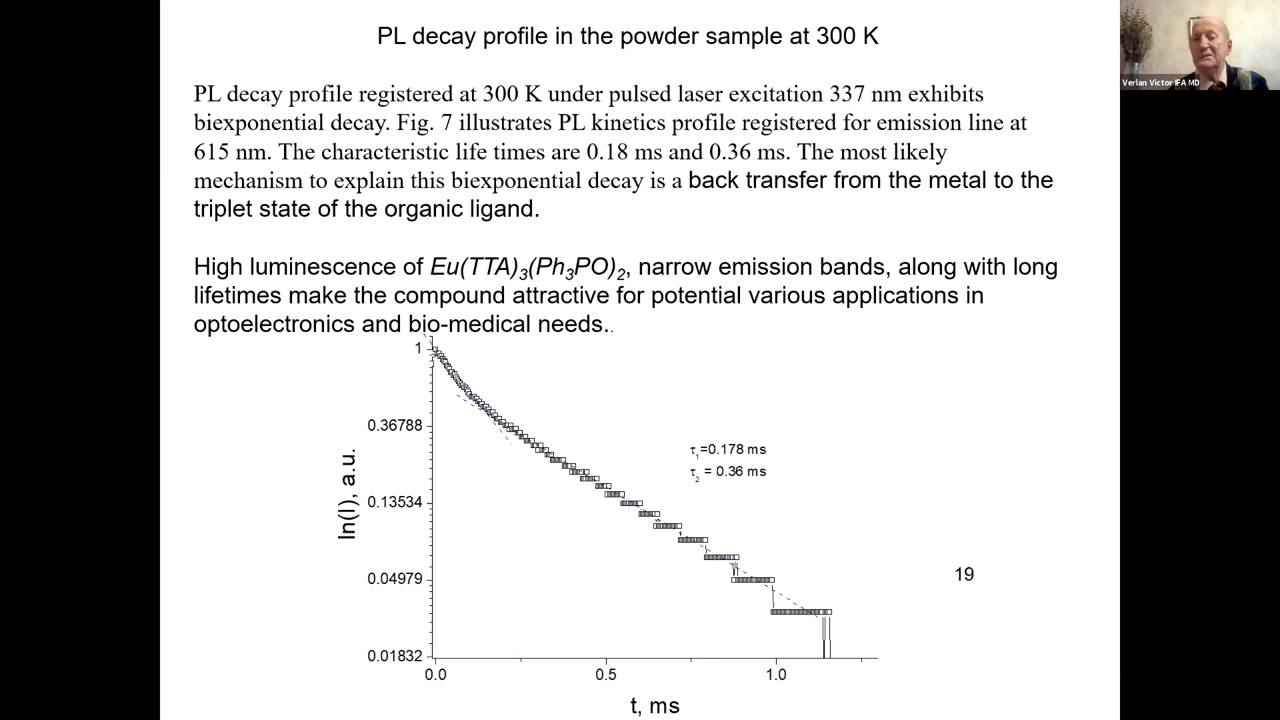 PL decay profile in the powder sample at 300 K
Verlan Victor IFA MD
PL decay profile registered at 300 K under pulsed laser excitation 337 nm exhibits
biexponential decay. Fig. 7 illustrates PL kinetics profile registered for emission line at
615 nm. The characteristic life times are 0.18 ms and 0.36 ms. The most likely
mechanism to explain this biexponential decay is a back transfer from the metal to the
triplet state of the organic ligand.
High luminescence of Eu(TTA)₃(Ph₃PO)₂, narrow emission bands, along with long
lifetimes make the compound attractive for potential various applications in
optoelectronics and bio-medical needs..
1
0.36788
0.13534
0.04979
0.01832
ln(I), a.u.
τ₁=0.178 ms
τ₂ = 0.36 ms
19
0.0 0.5 1.0
t, ms